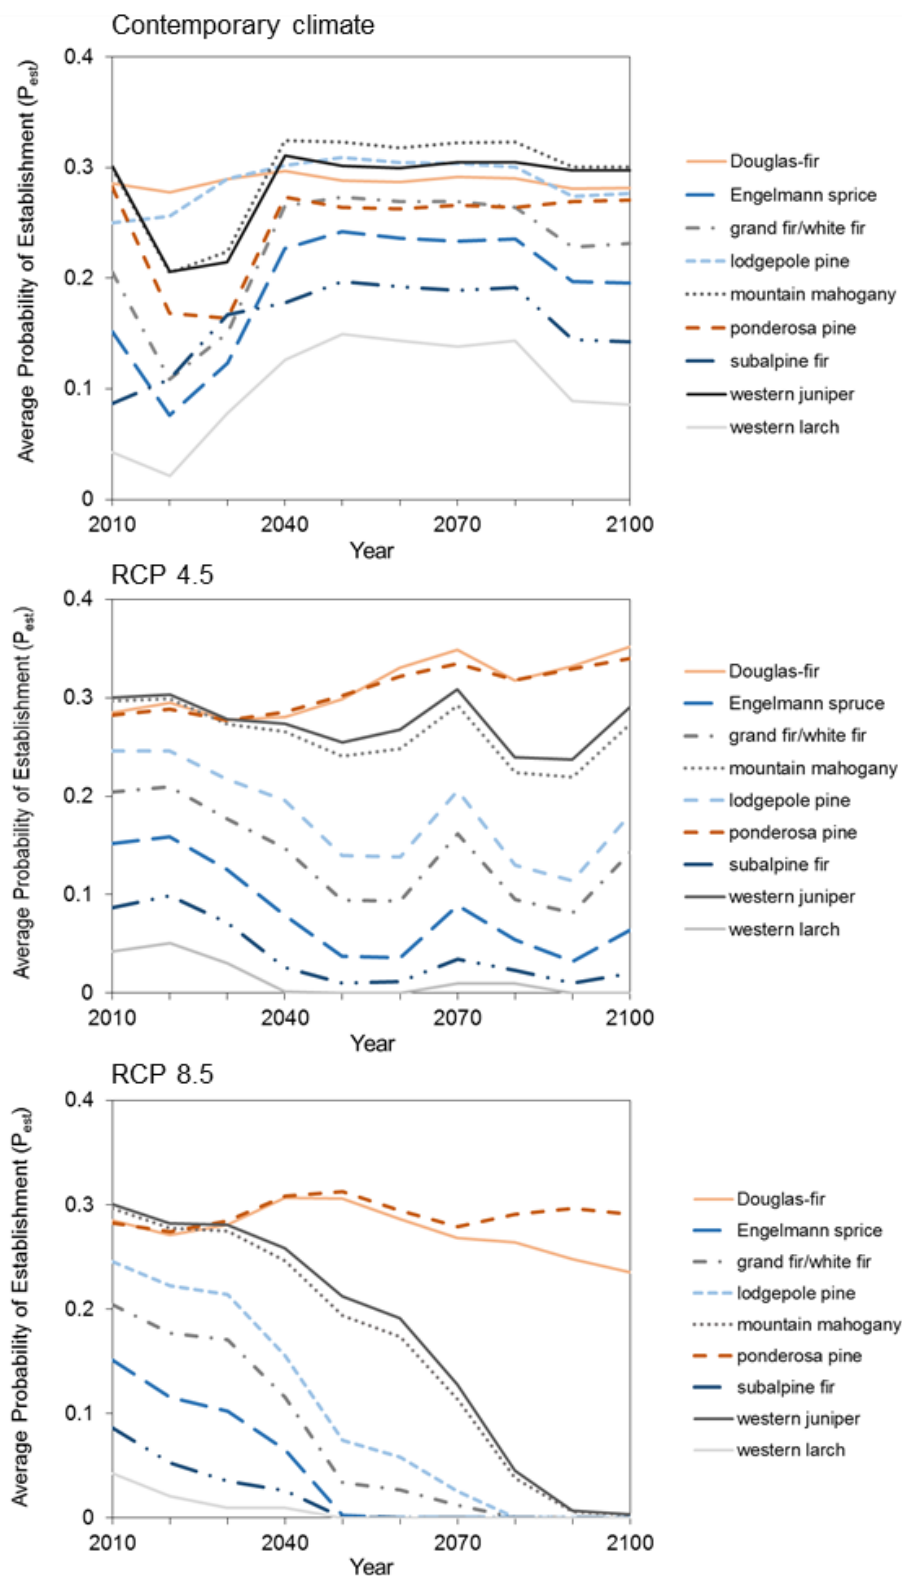 Contemporary climate
Average Probability of Establishment (Pest)
0.4
0.3
0.2
0.1
0
2010
2040
2070
2100
Year
Douglas-fir
Engelmann sprice
grand fir/white fir
lodgepole pine
mountain mahogany
ponderosa pine
subalpine fir
western juniper
western larch
RCP 4.5
Average Probability of Establishment (Pest)
0.4
0.3
0.2
0.1
0
2010
2040
2070
2100
Year
Douglas-fir
Engelmann spruce
grand fir/white fir
mountain mahogany
lodgepole pine
ponderosa pine
subalpine fir
western juniper
western larch
RCP 8.5
Average Probability of Establishment (Pest)
0.4
0.3
0.2
0.1
0
2010
2040
2070
2100
Year
Douglas-fir
Engelmann sprice
grand fir/white fir
lodgepole pine
mountain mahogany
ponderosa pine
subalpine fir
western juniper
western larch